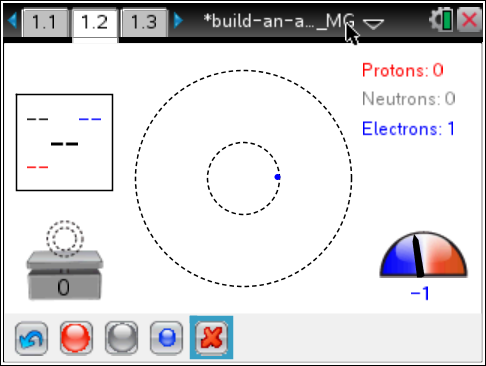 1.1 1.2 1.3 *build-an-a..._MG
Protons: 0
Neutrons: 0
Electrons: 1
-- --
--
--
0
-1